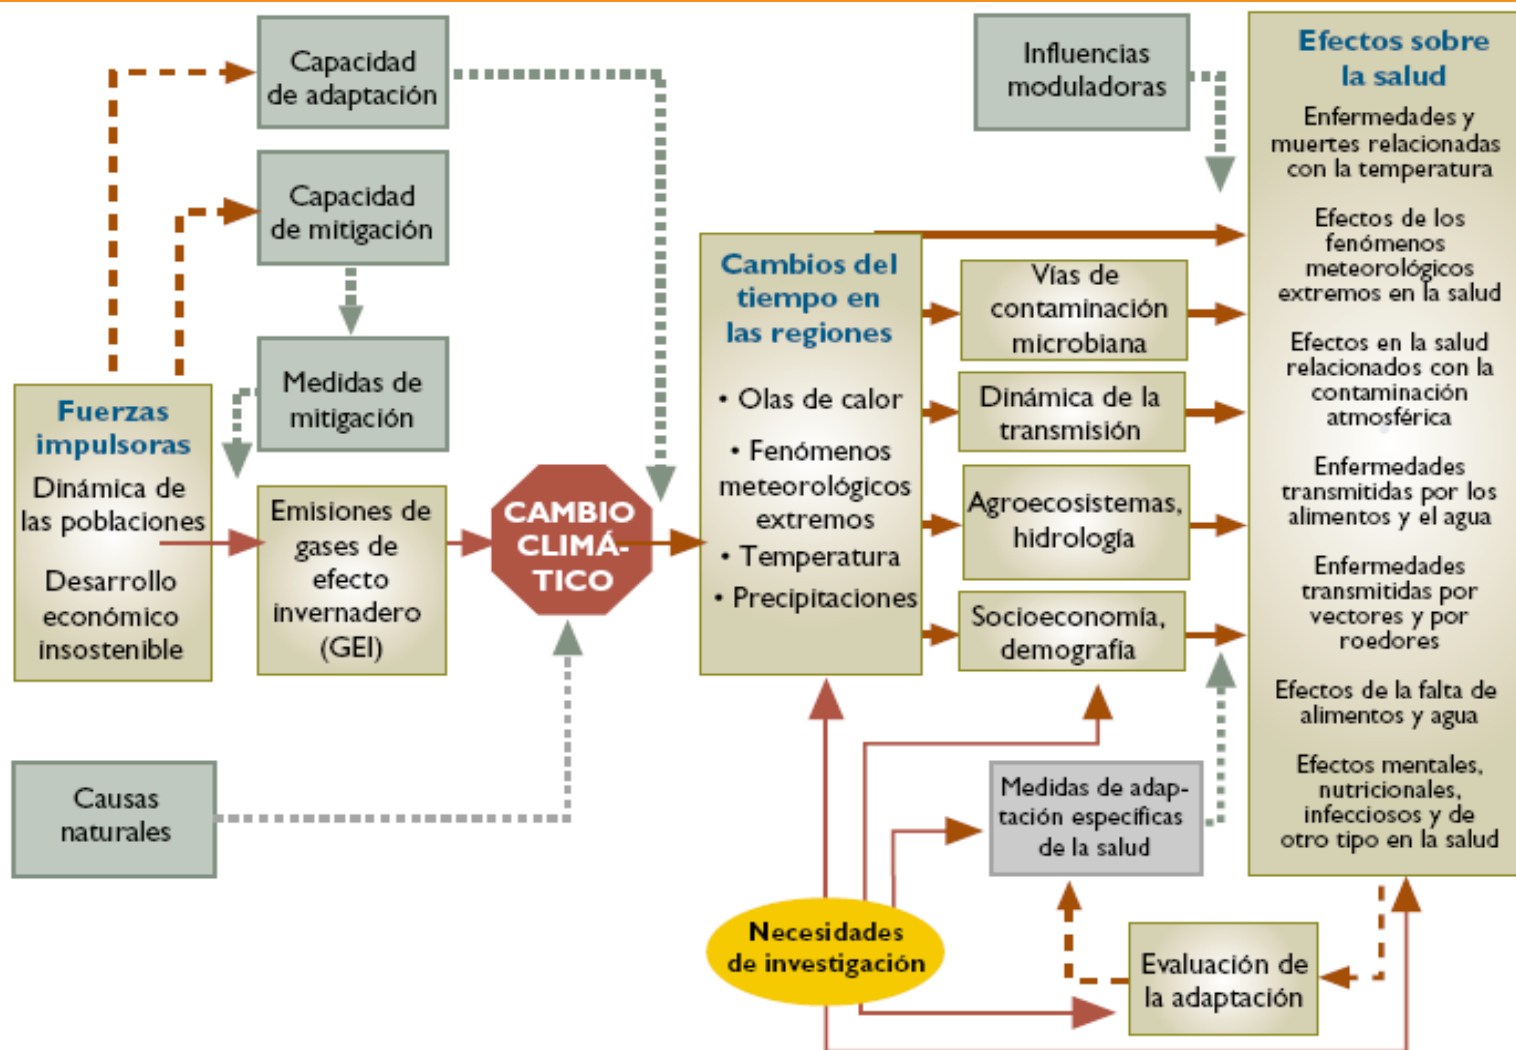 Capacidad
de adaptación
Capacidad
de mitigación
Medidas de
mitigación
Fuerzas
impulsoras
Dinámica de
las poblaciones
Desarrollo
económico
insostenible
Emisiones de
gases de
efecto
invernadero
(GEI)
CAMBIO
CLIMÁ-
TICO
Causas
naturales
Cambios del
tiempo en
las regiones
• Olas de calor
• Fenómenos
meteorológicos
extremos
• Temperatura
• Precipitaciones
Influencias
moduladoras
Vías de
contaminación
microbiana
Dinámica de la
transmisión
Agroecosistemas,
hidrología
Socioeconomía,
demografía
Medidas de adap-
tación específicas
de la salud
Necesidades
de investigación
Evaluación de
la adaptación
Efectos sobre
la salud
Enfermedades y
muertes relacionadas
con la temperatura
Efectos de los
fenómenos
meteorológicos
extremos en la salud
Efectos en la salud
relacionados con la
contaminación
atmosférica
Enfermedades
transmitidas por los
alimentos y el agua
Enfermedades
transmitidas por
vectores y por
roedores
Efectos de la falta de
alimentos y agua
Efectos mentales,
nutricionales,
infecciosos y de
otro tipo en la salud